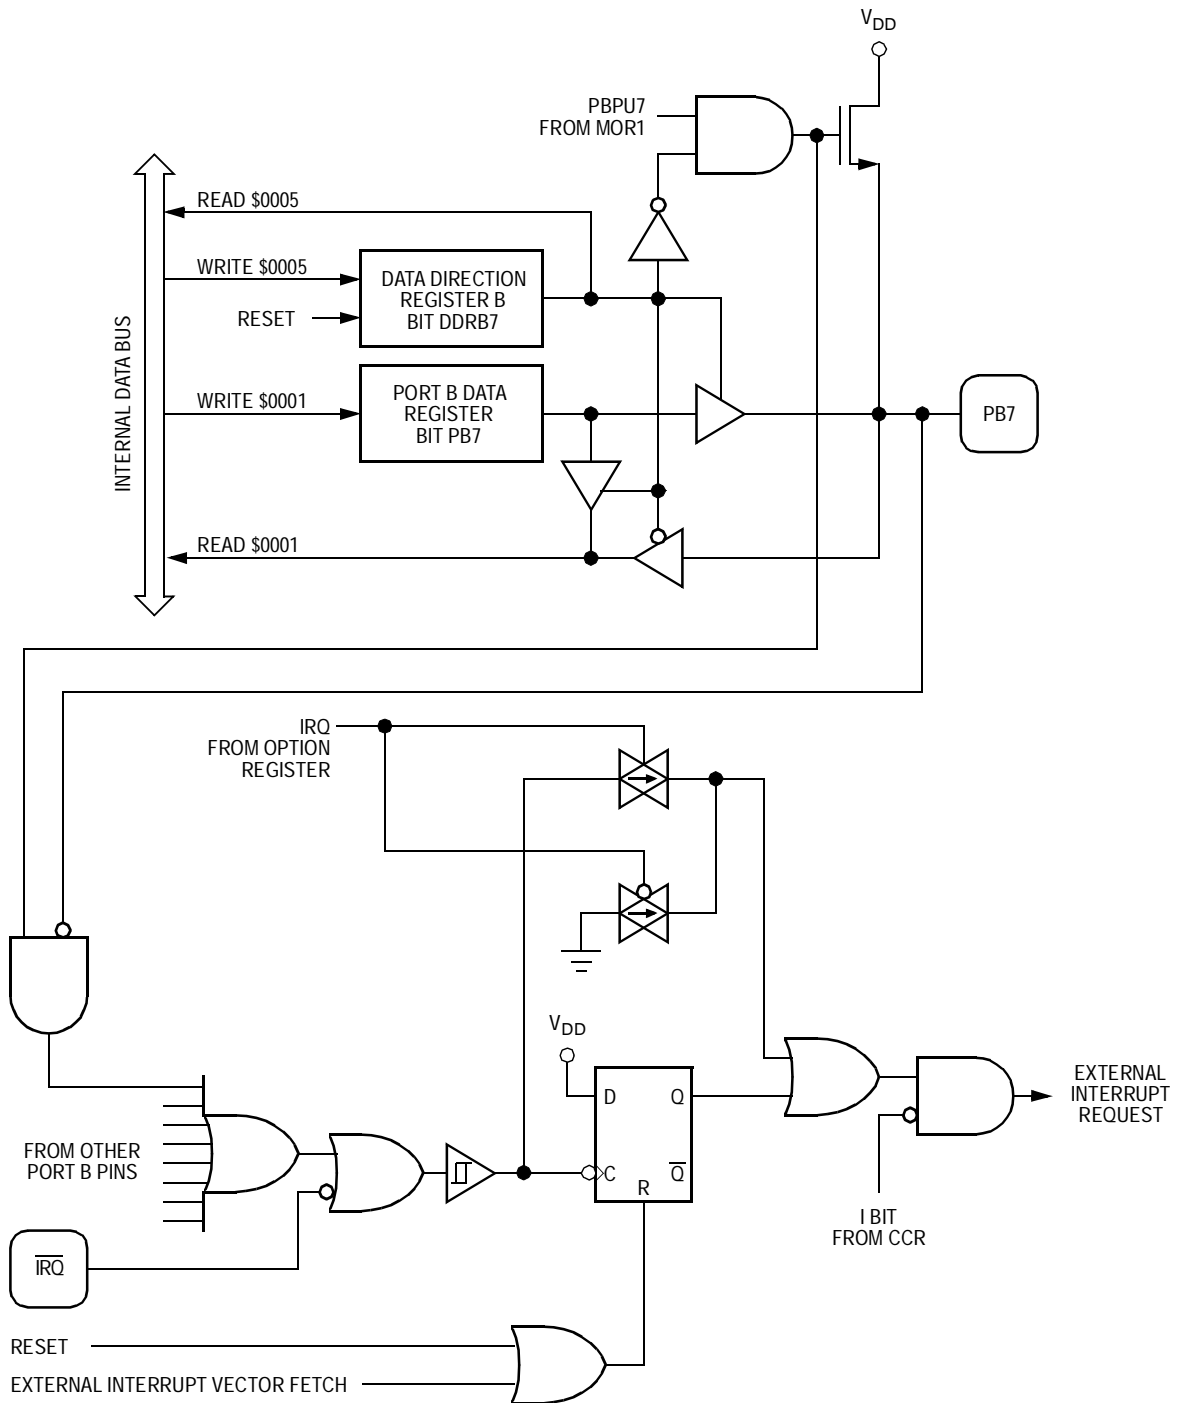 VDD
PBPU7
FROM MOR1
READ $0005
WRITE $0005
DATA DIRECTION
REGISTER B
BIT DDRB7
RESET
INTERNAL DATA BUS
WRITE $0001
PORT B DATA
REGISTER
BIT PB7
PB7
READ $0001
IRQ
FROM OPTION
REGISTER
VDD
D
Q
C
Q
R
EXTERNAL
INTERRUPT
REQUEST
FROM OTHER
PORT B PINS
I BIT
FROM CCR
IRQ
RESET
EXTERNAL INTERRUPT VECTOR FETCH